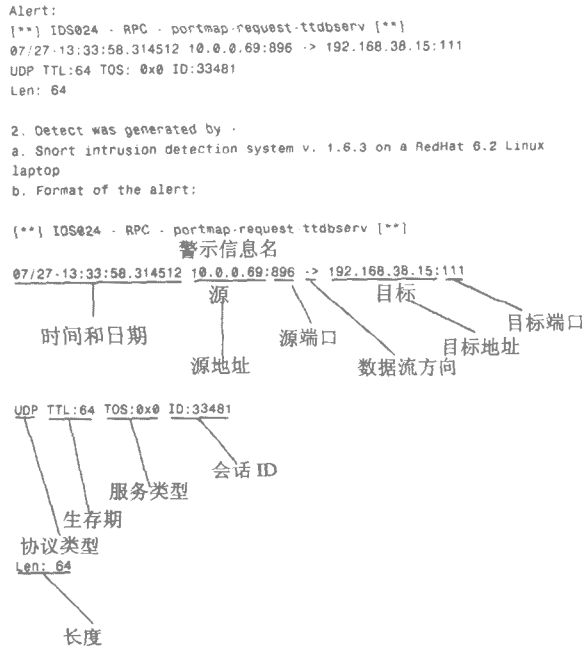 Alert:
[**] IDS024 - RPC - portmap-request-ttdbserv [**]
07/27-13:33:58.314512 10.0.0.69:896 -> 192.168.38.15:111
UDP TTL:64 TOS: 0x0 ID:33481
Len: 64
2. Detect was generated by -
a. Snort intrusion detection system v. 1.6.3 on a RedHat 6.2 Linux
laptop
b. Format of the alert:
[**] IDS024 - RPC - portmap-request ttdbserv [**]
警示信息名
07/27-13:33:58.314512 10.0.0.69:896 -> 192.168.38.15:111
源 目标
时间和日期 源端口 目标地址 目标端口
源地址 数据流方向
UDP TTL:64 TOS:0x0 ID:33481
会话 ID
服务类型
生存期
协议类型
Len: 64
长度